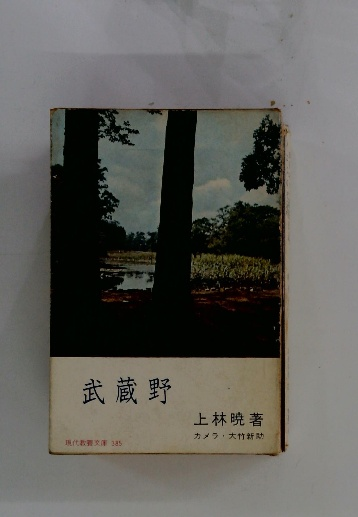 武蔵野
上林暁著
カメラ・大竹新助
現代教養文庫 385